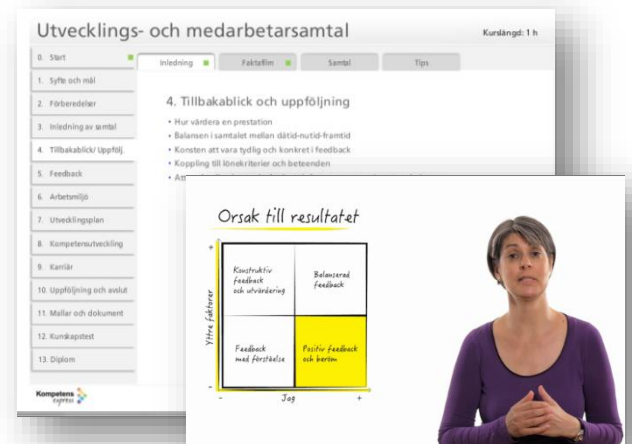 Utvecklings- och medarbetarsamtal
Kurslängd: 1 h
0. Start
1. Syfte och mål
2. Förberedelser
3. Inledning av samtal
4. Tillbakablick/ Uppfölj.
5. Feedback
6. Arbetsmiljö
7. Utvecklingsplan
8. Kompetensutveckling
9. Karriär
10. Uppföljning och avslut
11. Mallar och dokument
12. Kunskapstest
13. Diplom
Kompetens
express
Inledning
Faktafilm
Samtal
Tips
4. Tillbakablick och uppföljning
• Hur värdera en prestation
• Balansen i samtalet mellan dåtid-nutid-framtid
• Konsten att vara tydlig och konkret i feedback
• Koppling till lönekriterier och beteenden
Orsak till resultatet
+
Yttre faktorer
-
Konstruktiv
feedback
och utvärdering
Balanserad
feedback
Feedback
med förståelse
Positiv feedback
och beröm
- Jag +